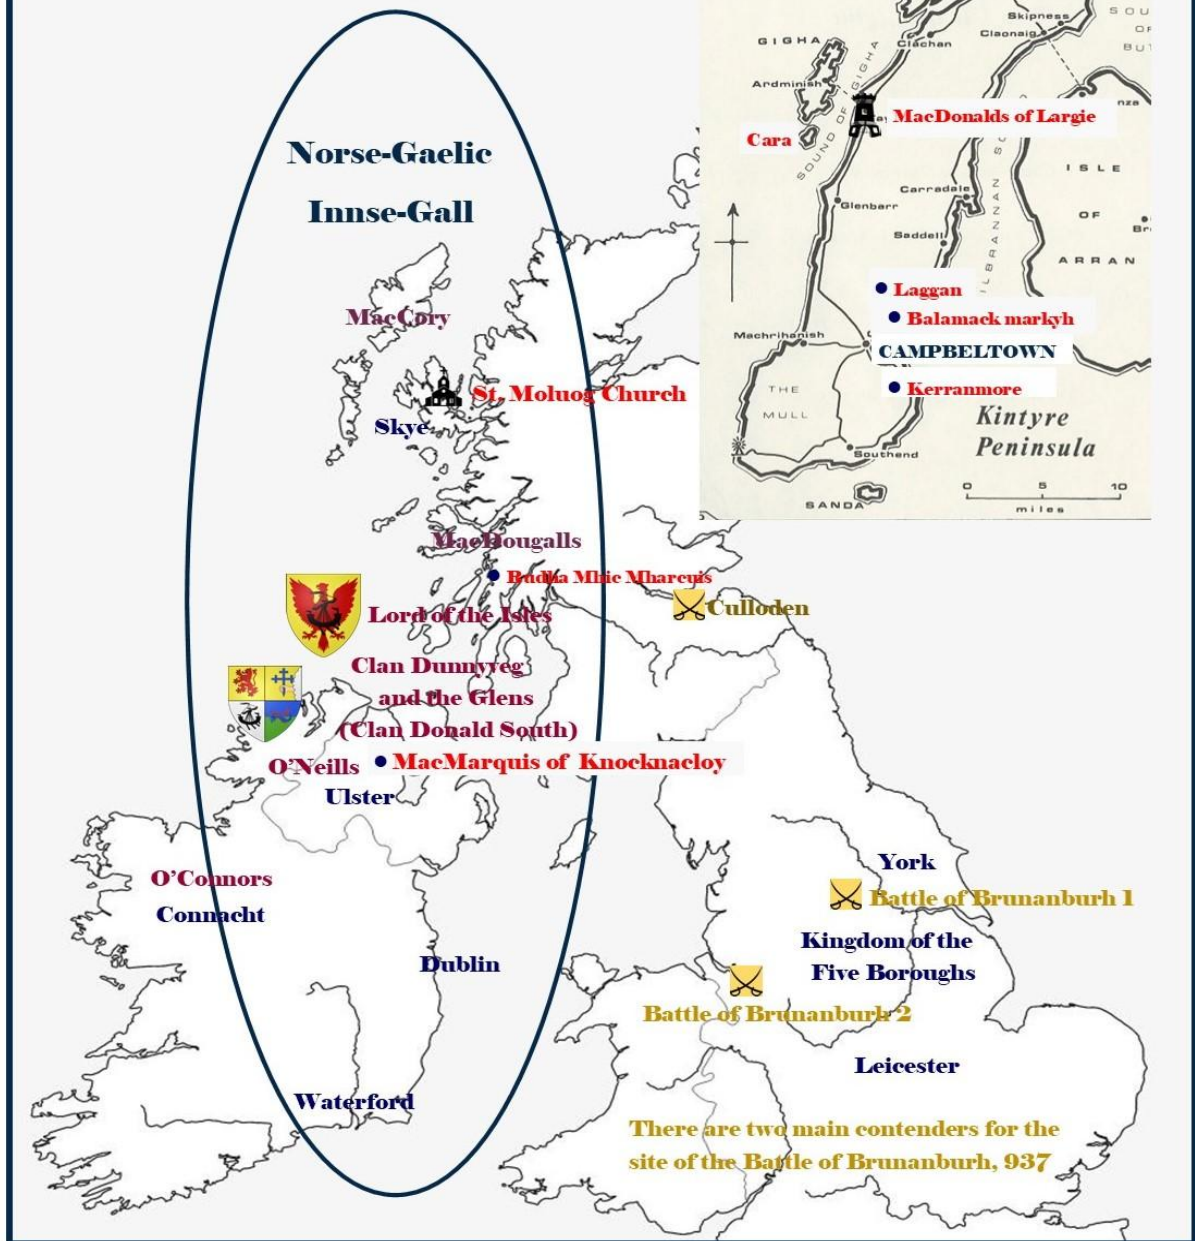 Norse-Gaelic
Innse-Gall
MacCory
St. Moluog Church
Skye
MacDougalls
Rudha Mhic Mharcuis
Lord of the Isles
Culloden
Clan Dunnyveg
and the Glens
(Clan Donald South)
O'Neills
MacMarquis of Knocknacloy
Ulster
O'Connors
Connacht
Dublin
Waterford
York
Battle of Brunanburh 1
Kingdom of the
Five Boroughs
Battle of Brunanburh 2
Leicester
There are two main contenders for the
site of the Battle of Brunanburh, 937
Skipness
Claonaig
SOU
OF
BUT
Clachan
GIGHA
Ardminish
SOUND OF GIGHA
MacDonalds of Largie
Cara
nza
ISLE
OF
ARRAN
Carradale
Glenbarr
Saddell
Laggan
Balamack markyh
Machrihanish
CAMPBELTOWN
Kerranmore
THE
MULL
Kintyre
Peninsula
Southend
SANDA
0 5 10
miles